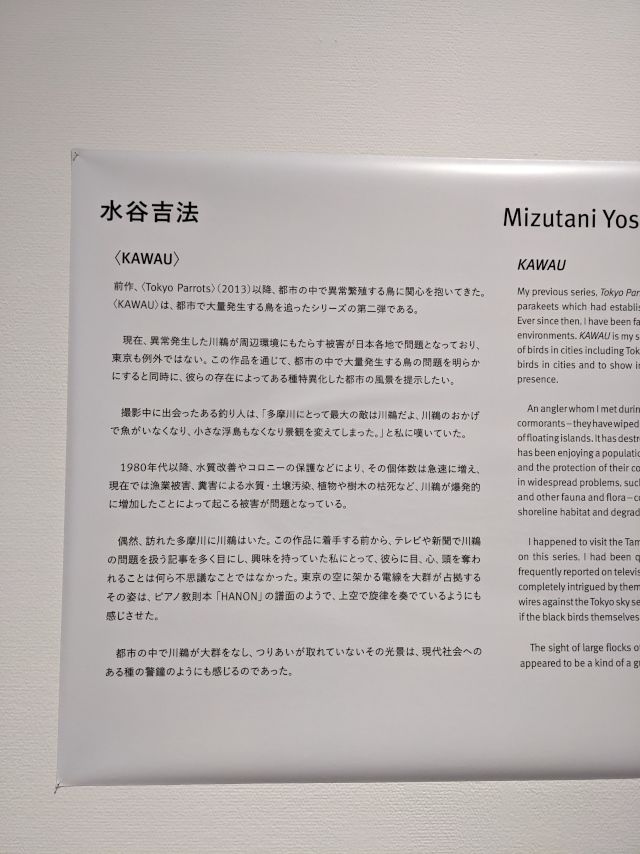 水谷吉法
〈KAWAU〉
前作、〈Tokyo Parrots〉(2013)以降、都市の中で異常繁殖する鳥に関心を抱いてきた。
〈KAWAU〉は、都市で大量発生する鳥を追ったシリーズの第二弾である。
現在、異常発生した川鵜が周辺環境にもたらす被害が日本各地で問題となっており、
東京も例外ではない。この作品を通じて、都市の中で大量発生する鳥の問題を明らか
にすると同時に、彼らの存在によってある種特異化した都市の風景を提示したい。
撮影中に出会ったある釣り人は、「多摩川にとって最大の敵は川鵜だよ、川鵜のおかげ
で魚がいなくなり、小さな浮島もなくなり景観を変えてしまった。」と私に嘆いていた。
1980年代以降、水質改善やコロニーの保護などにより、その個体数は急速に増え、
現在では漁業被害、糞害による水質・土壌汚染、植物や樹木の枯死など、川鵜が爆発的
に増加したことによって起こる被害が問題となっている。
偶然、訪れた多摩川に川鵜はいた。この作品に着手する前から、テレビや新聞で川鵜
の問題を扱う記事を多く目にし、興味を持っていた私にとって、彼らに目、心、頭を奪わ
れることは何ら不思議なことではなかった。東京の空に架かる電線を大群が占拠する
その姿は、ピアノ教則本「HANON」の譜面のようで、上空で旋律を奏でているようにも
感じさせた。
都市の中で川鵜が大群をなし、つりあいが取れていないその光景は、現代社会への
ある種の警鐘のようにも感じるのであった。
Mizutani Yos
KAWAU
My previous series, Tokyo Par
parakeets which had establis
Ever since then, I have been fa
environments. KAWAU is my s
of birds in cities including Tok
birds in cities and to show in
presence.
An angler whom I met durin
cormorants – they have wiped
of floating islands. It has destr
has been enjoying a populatio
and the protection of their co
in widespread problems, suc
and other fauna and flora – co
shoreline habitat and degrad
I happened to visit the Tam
on this series, I had been q
frequently reported on televis
completely intrigued by them
wires against the Tokyo sky se
if the black birds themselves
The sight of large flocks o
appeared to be a kind of a g